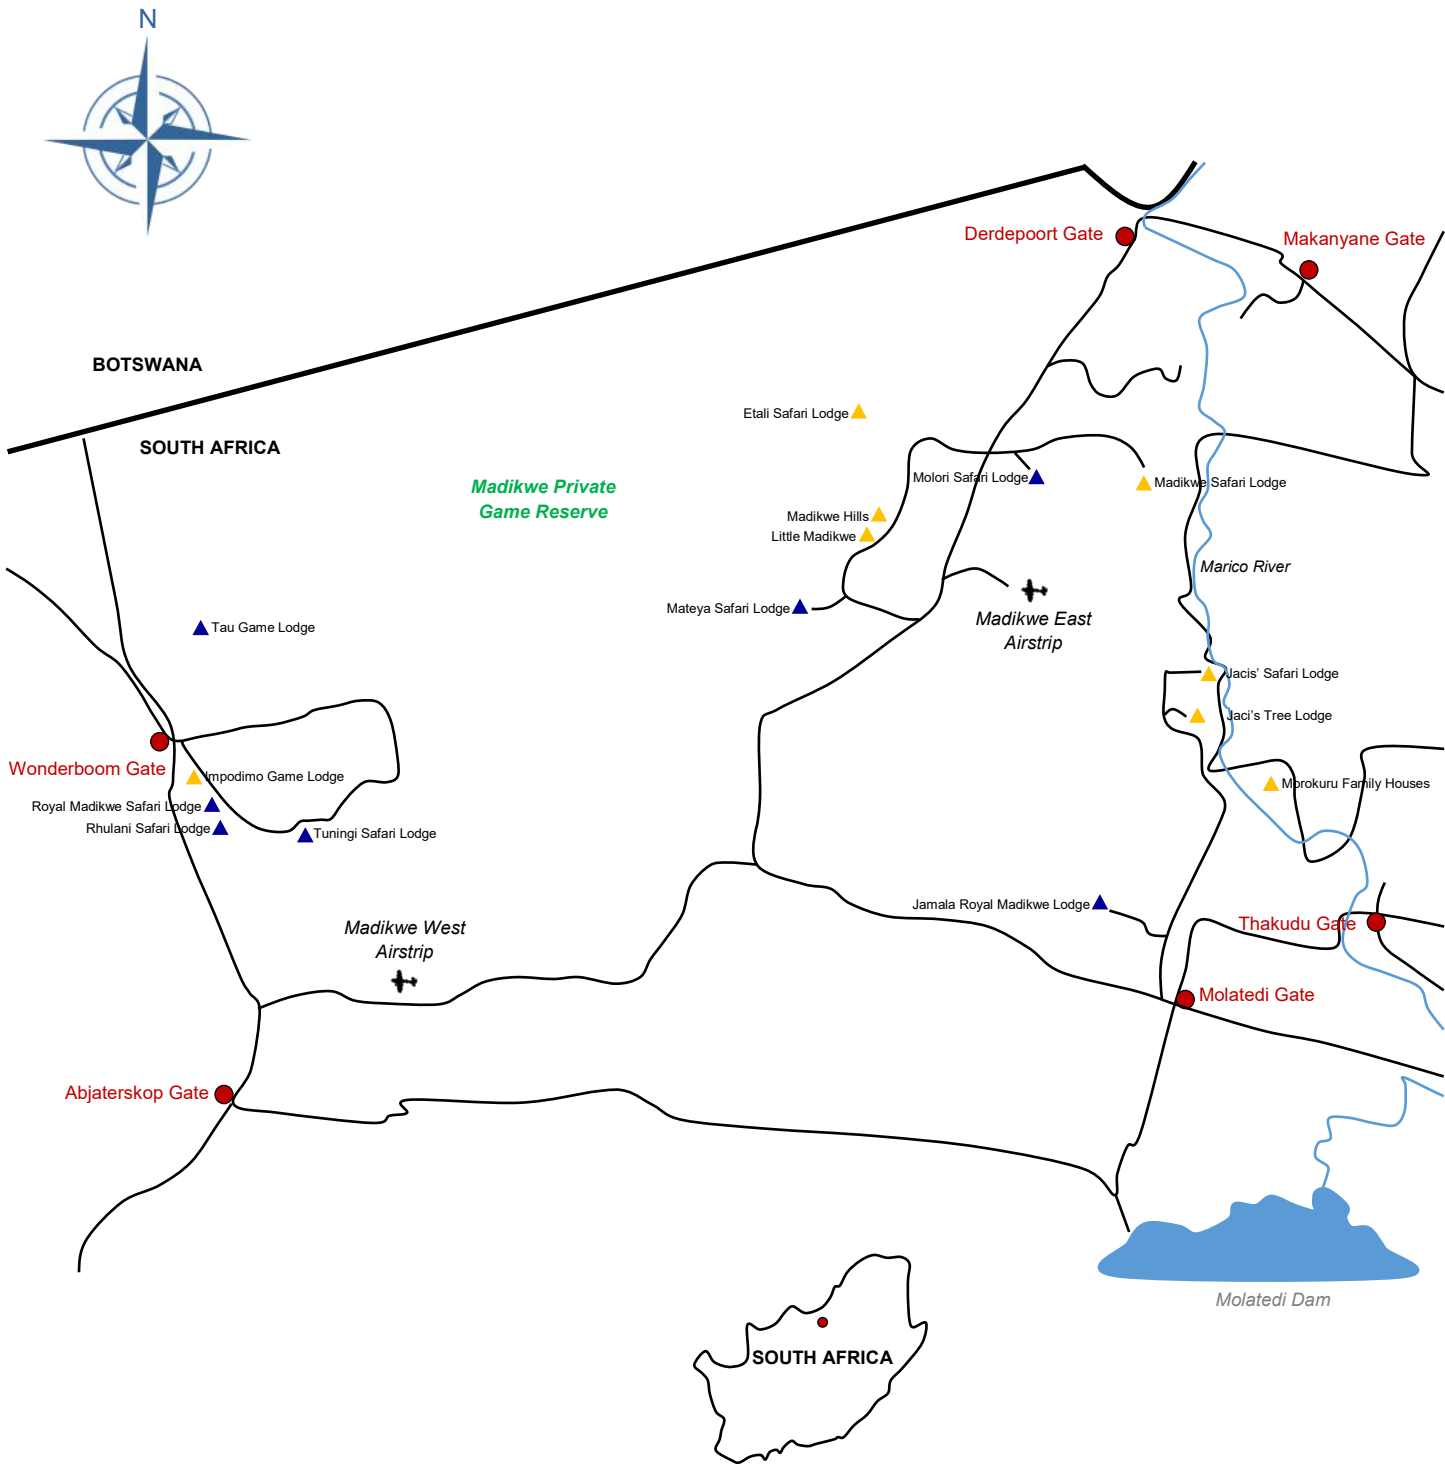 N
Derdepoort Gate
Makanyane Gate
BOTSWANA
SOUTH AFRICA
Etali Safari Lodge
Madikwe Private
Game Reserve
Molori Safari Lodge
Madikwe Safari Lodge
Madikwe Hills
Little Madikwe
Marico River
Mateya Safari Lodge
Madikwe East
Airstrip
Tau Game Lodge
Jacis' Safari Lodge
Jaci's Tree Lodge
Wonderboom Gate
Impodimo Game Lodge
Morokuru Family Houses
Royal Madikwe Safari Lodge
Rhulani Safari Lodge
Tuningi Safari Lodge
Jamala Royal Madikwe Lodge
Madikwe West
Airstrip
Thakudu Gate
Molatedi Gate
Abjaterskop Gate
Molatedi Dam
SOUTH AFRICA